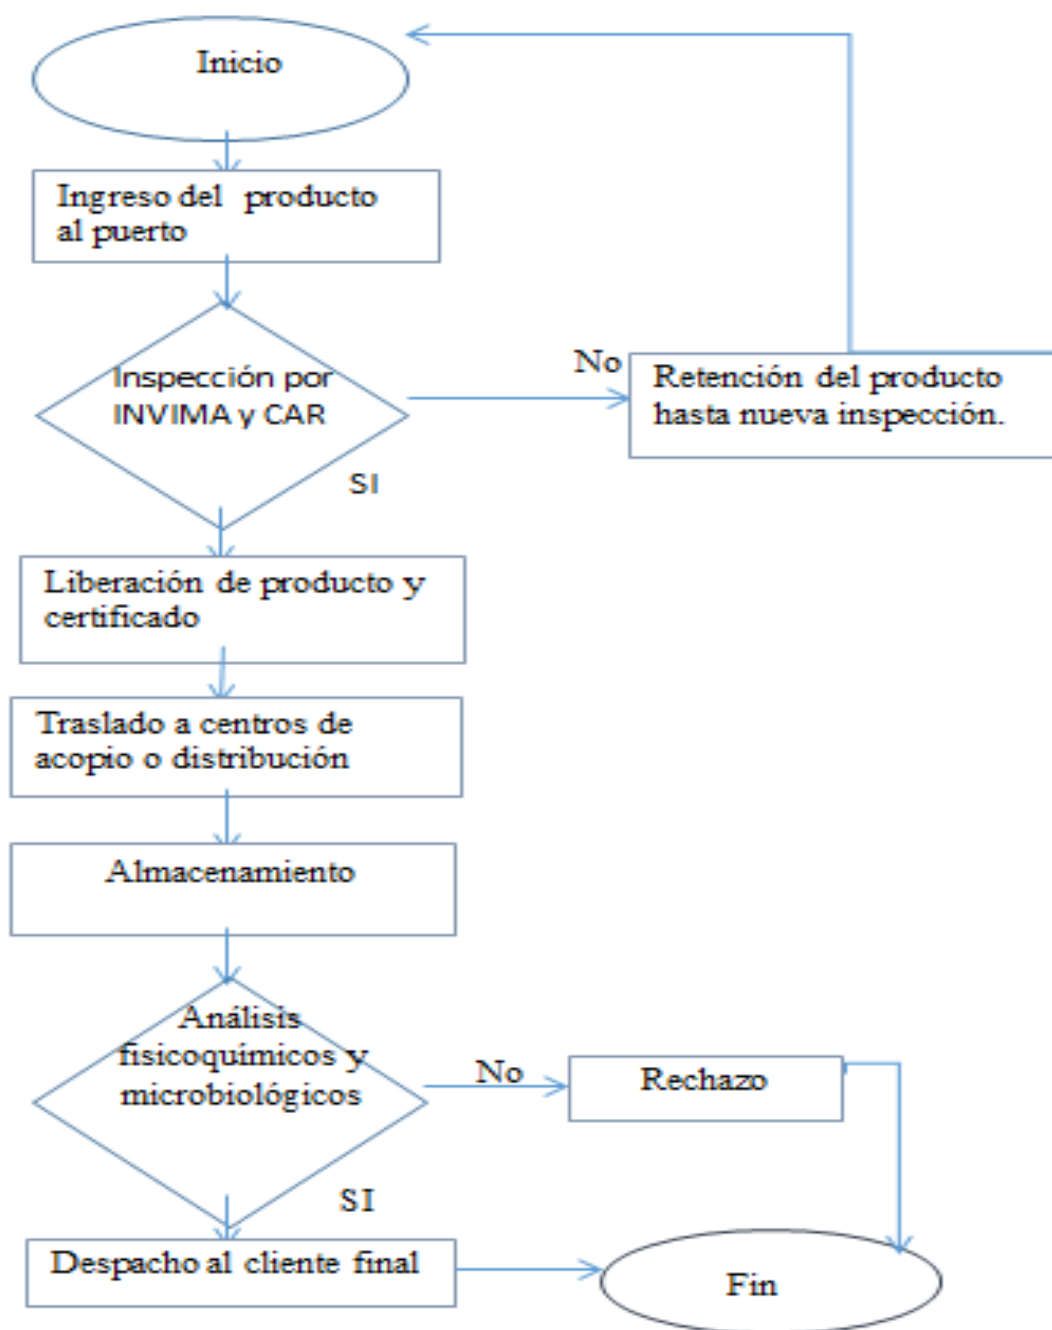 Inicio
Ingreso del producto
al puerto
Inspección por
INVIMA y CAR
No
Retención del producto
hasta nueva inspección.
SI
Liberación de producto y
certificado
Traslado a centros de
acopio o distribución
Almacenamiento
Análisis
fisicoquímicos y
microbiológicos
No
Rechazo
SI
Despacho al cliente final
Fin